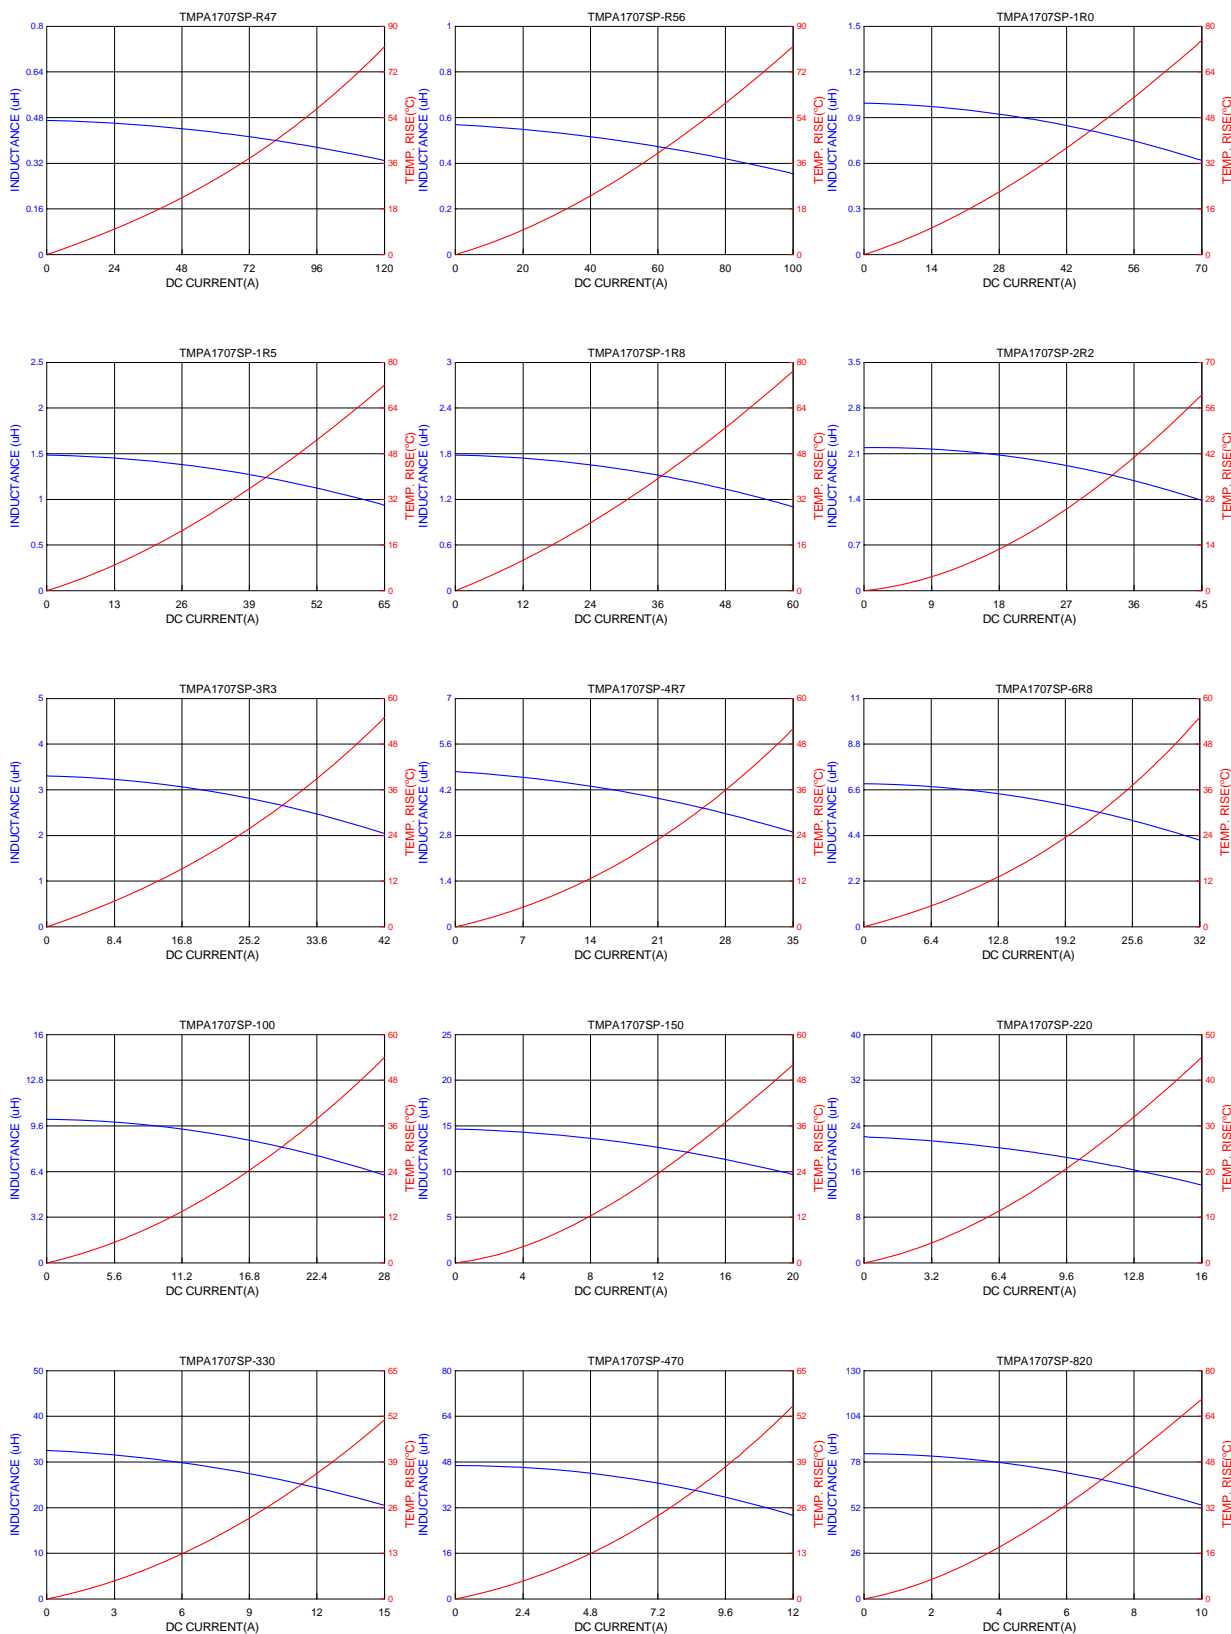 TMPA1707SP-R47
0.8
0.64
0.48
0.32
0.16
0
INDUCTANCE (uH)
90
72
54
36
18
0
TEMP. RISE(°C)
0 24 48 72 96 120
DC CURRENT(A)
TMPA1707SP-R56
1
0.8
0.6
0.4
0.2
0
INDUCTANCE (uH)
90
72
54
36
18
0
TEMP. RISE(°C)
0 20 40 60 80 100
DC CURRENT(A)
TMPA1707SP-1R0
1.5
1.2
0.9
0.6
0.3
0
INDUCTANCE (uH)
80
64
48
32
16
0
TEMP. RISE(°C)
0 14 28 42 56 70
DC CURRENT(A)
TMPA1707SP-1R5
2.5
2
1.5
1
0.5
0
INDUCTANCE (uH)
80
64
48
32
16
0
TEMP. RISE(°C)
0 13 26 39 52 65
DC CURRENT(A)
TMPA1707SP-1R8
3
2.4
1.8
1.2
0.6
0
INDUCTANCE (uH)
80
64
48
32
16
0
TEMP. RISE(°C)
0 12 24 36 48 60
DC CURRENT(A)
TMPA1707SP-2R2
3.5
2.8
2.1
1.4
0.7
0
INDUCTANCE (uH)
70
56
42
28
14
0
TEMP. RISE(°C)
0 9 18 27 36 45
DC CURRENT(A)
TMPA1707SP-3R3
5
4
3
2
1
0
INDUCTANCE (uH)
60
48
36
24
12
0
TEMP. RISE(°C)
0 8.4 16.8 25.2 33.6 42
DC CURRENT(A)
TMPA1707SP-4R7
7
5.6
4.2
2.8
1.4
0
INDUCTANCE (uH)
60
48
36
24
12
0
TEMP. RISE(°C)
0 7 14 21 28 35
DC CURRENT(A)
TMPA1707SP-6R8
11
8.8
6.6
4.4
2.2
0
INDUCTANCE (uH)
60
48
36
24
12
0
TEMP. RISE(°C)
0 6.4 12.8 19.2 25.6 32
DC CURRENT(A)
TMPA1707SP-100
16
12.8
9.6
6.4
3.2
0
INDUCTANCE (uH)
60
48
36
24
12
0
TEMP. RISE(°C)
0 5.6 11.2 16.8 22.4 28
DC CURRENT(A)
TMPA1707SP-150
25
20
15
10
5
0
INDUCTANCE (uH)
60
48
36
24
12
0
TEMP. RISE(°C)
0 4 8 12 16 20
DC CURRENT(A)
TMPA1707SP-220
40
32
24
16
8
0
INDUCTANCE (uH)
50
40
30
20
10
0
TEMP. RISE(°C)
0 3.2 6.4 9.6 12.8 16
DC CURRENT(A)
TMPA1707SP-330
50
40
30
20
10
0
INDUCTANCE (uH)
65
52
39
26
13
0
TEMP. RISE(°C)
0 3 6 9 12 15
DC CURRENT(A)
TMPA1707SP-470
80
64
48
32
16
0
INDUCTANCE (uH)
65
52
39
26
13
0
TEMP. RISE(°C)
0 2.4 4.8 7.2 9.6 12
DC CURRENT(A)
TMPA1707SP-820
130
104
78
52
26
0
INDUCTANCE (uH)
80
64
48
32
16
0
TEMP. RISE(°C)
0 2 4 6 8 10
DC CURRENT(A)